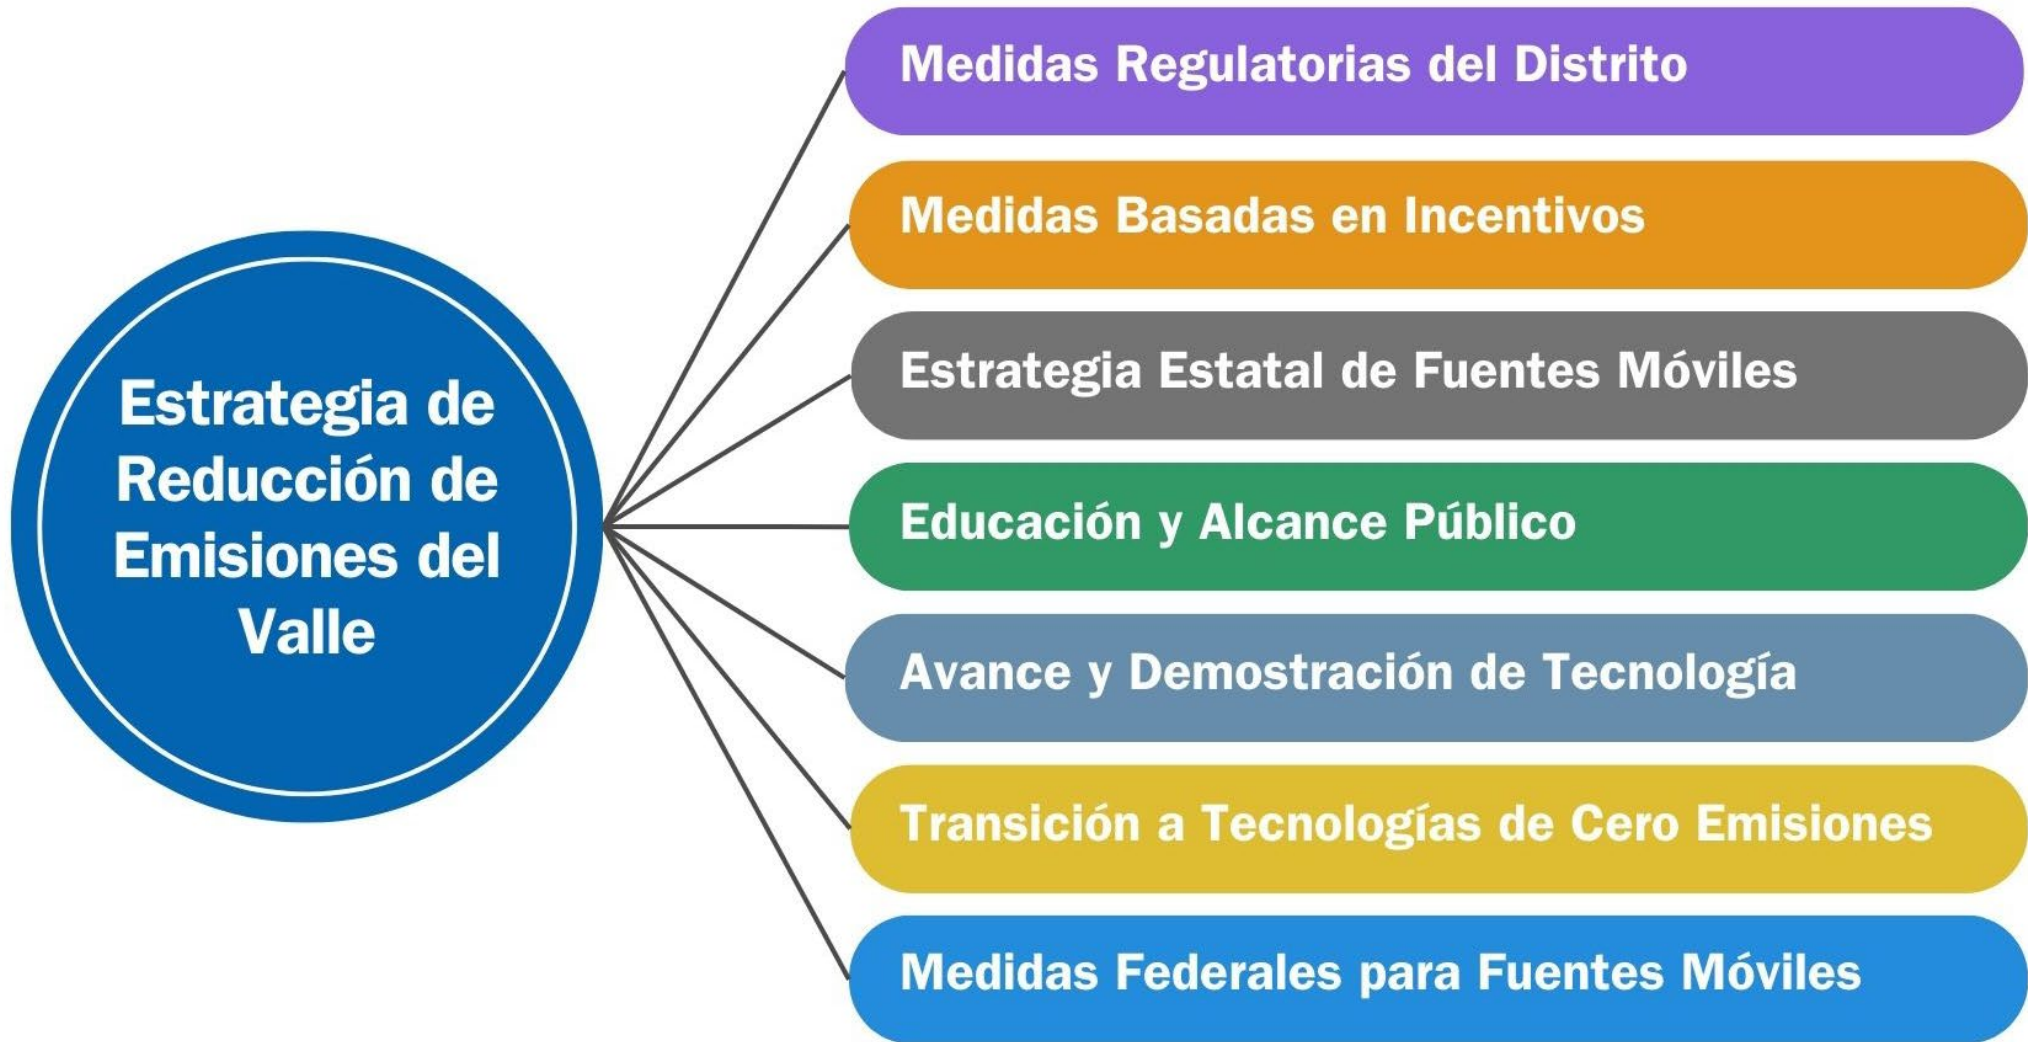 Estrategia de
Reducción de
Emisiones del
Valle
Medidas Regulatorias del Distrito
Medidas Basadas en Incentivos
Estrategia Estatal de Fuentes Móviles
Educación y Alcance Público
Avance y Demostración de Tecnología
Transición a Tecnologías de Cero Emisiones
Medidas Federales para Fuentes Móviles